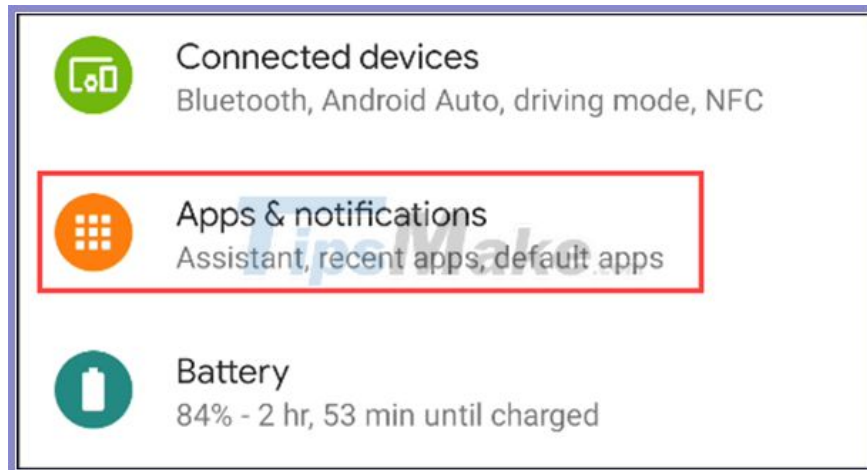 Connected devices
Bluetooth, Android Auto, driving mode, NFC
Apps & notifications
Assistant, recent apps, default apps
TipsMake
Battery
84% - 2 hr, 53 min until charged